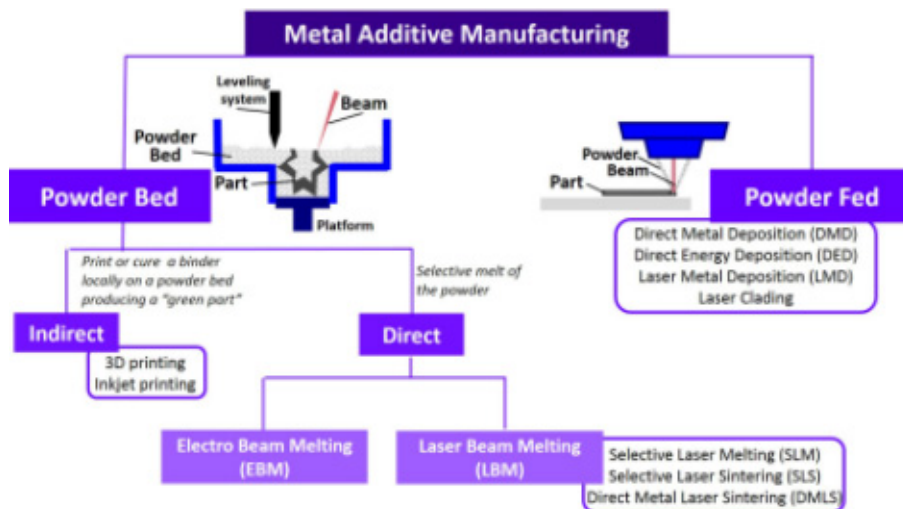 Metal Additive Manufacturing
Leveling
system
Beam
Powder
Bed
Part
Platform
Powder
Beam
Part
Powder Bed
Powder Fed
Direct Metal Deposition (DMD)
Direct Energy Deposition (DED)
Laser Metal Deposition (LMD)
Laser Clading
Print or cure a binder
locally on a powder bed
producing a "green part"
Selective melt of
the powder
Indirect
Direct
3D printing
Inkjet printing
Electro Beam Melting
(EBM)
Laser Beam Melting
(LBM)
Selective Laser Melting (SLM)
Selective Laser Sintering (SLS)
Direct Metal Laser Sintering (DMLS)